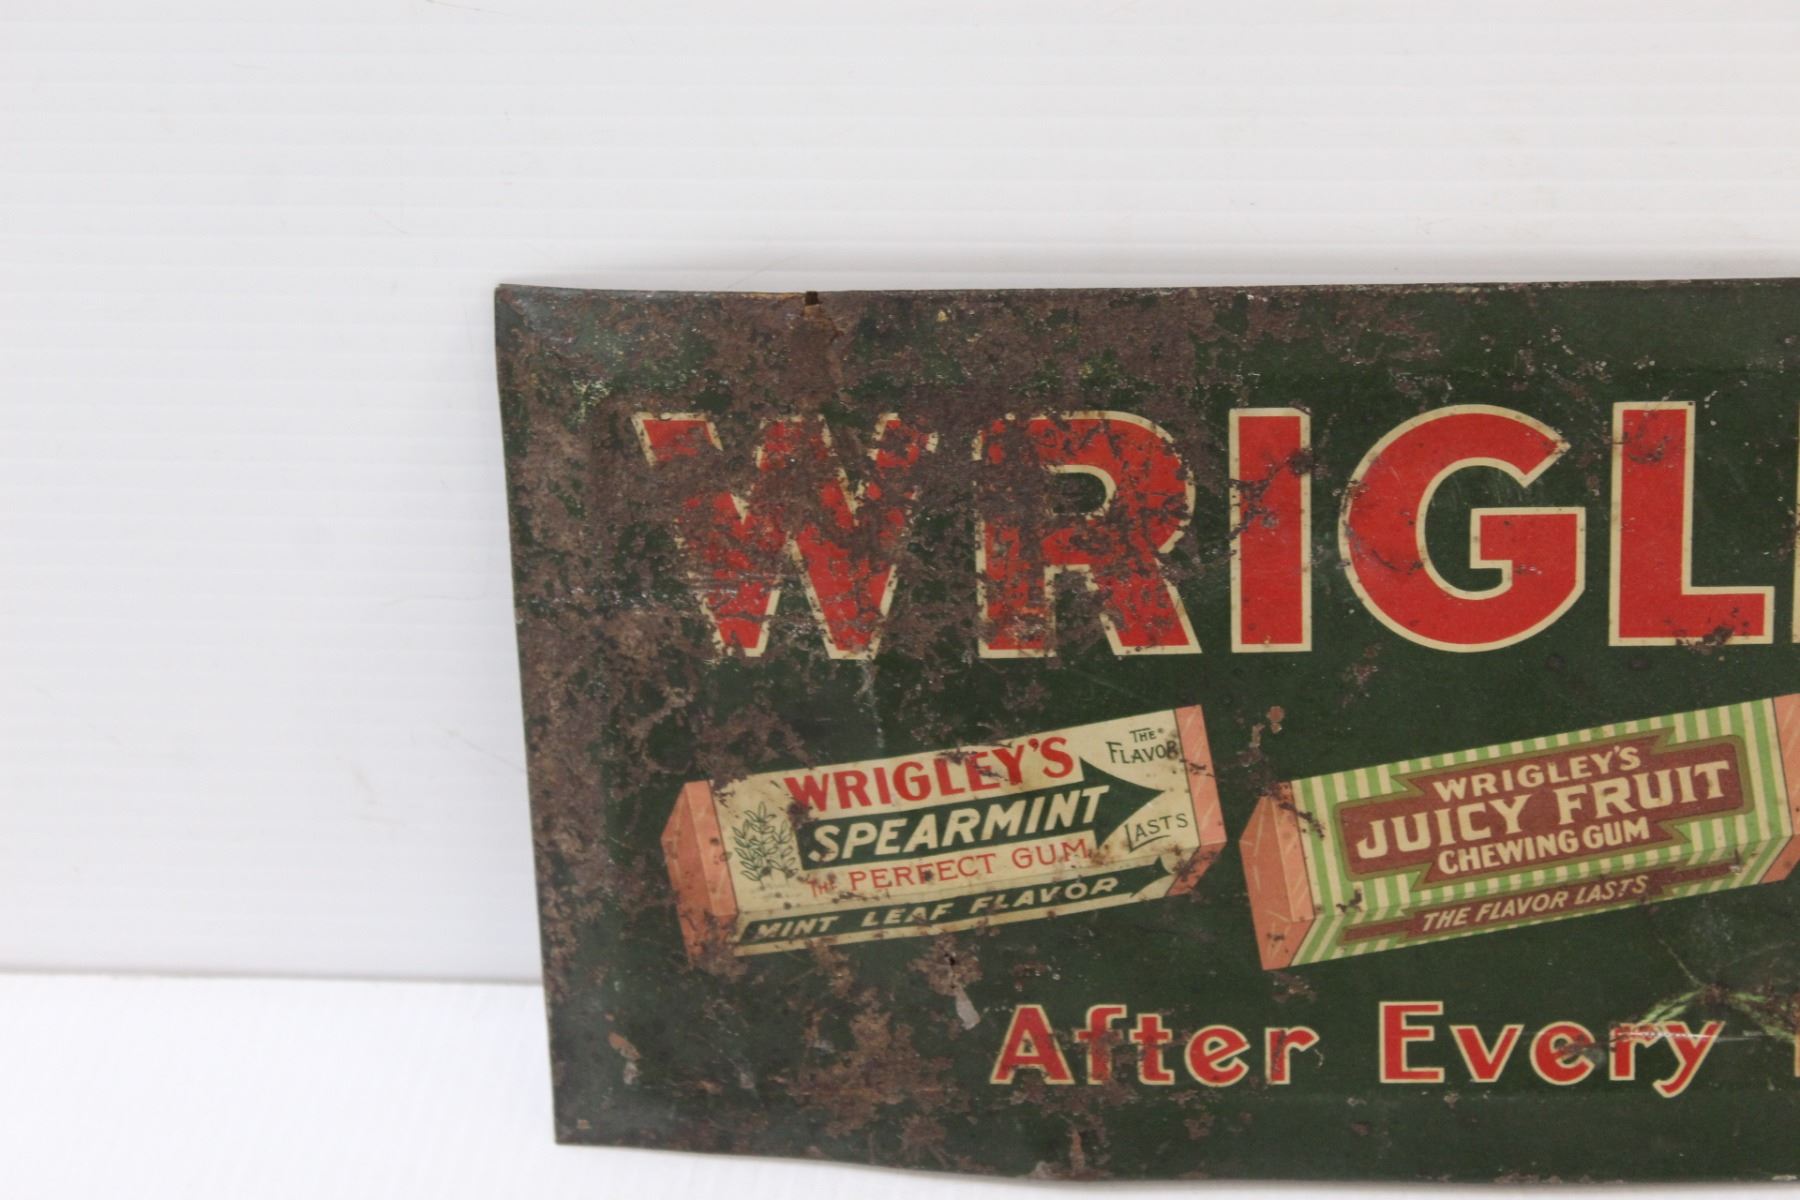 WRIGL
WRIGLEY'S
SPEARMINT
THE PERFECT GUM
MINT LEAF FLAVOR
THE
FLAVOR
LASTS
WRIGLEY'S
JUICY FRUIT
CHEWING GUM
THE FLAVOR LASTS
After Every